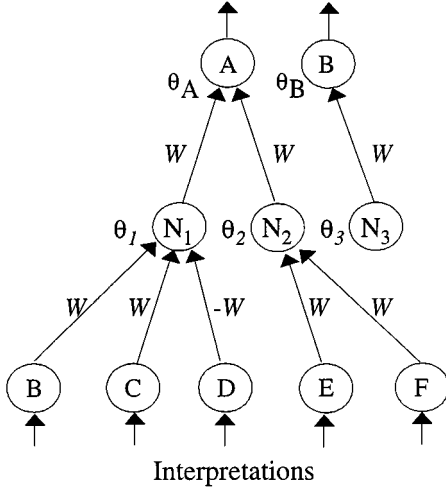 A B
θA θB
W W W
θ1 N1 θ2 N2 θ3 N3
W W -W W W
B C D E F
Interpretations